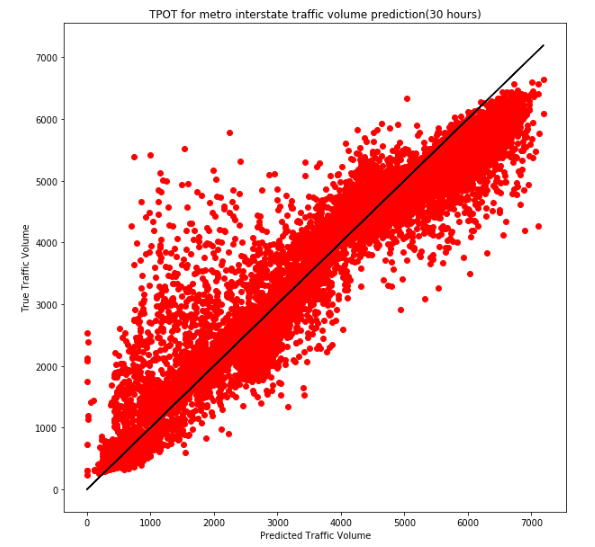 TPOT for metro interstate traffic volume prediction(30 hours)
True Traffic Volume
7000
6000
5000
4000
3000
2000
1000
0
0 1000 2000 3000 4000 5000 6000 7000
Predicted Traffic Volume